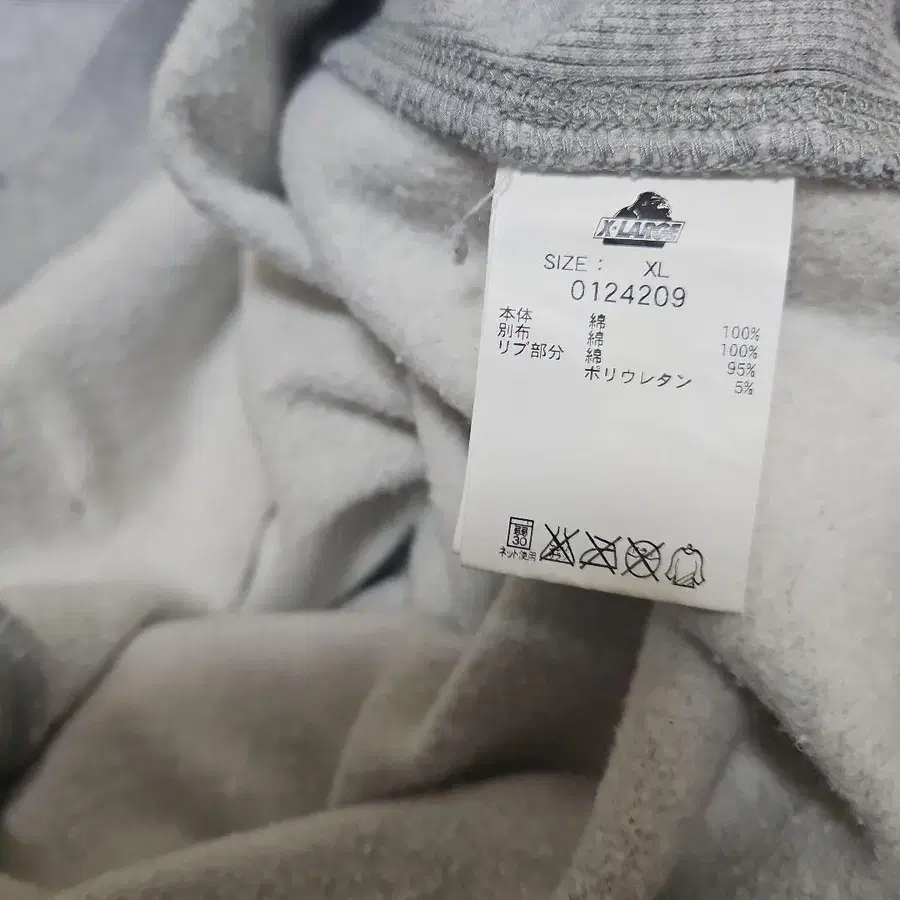 X-LARGE
SIZE : XL
0124209
本体 綿 100%
別布 綿 100%
リブ部分 綿 95%
ポリウレタン 5%
30
ネット使用